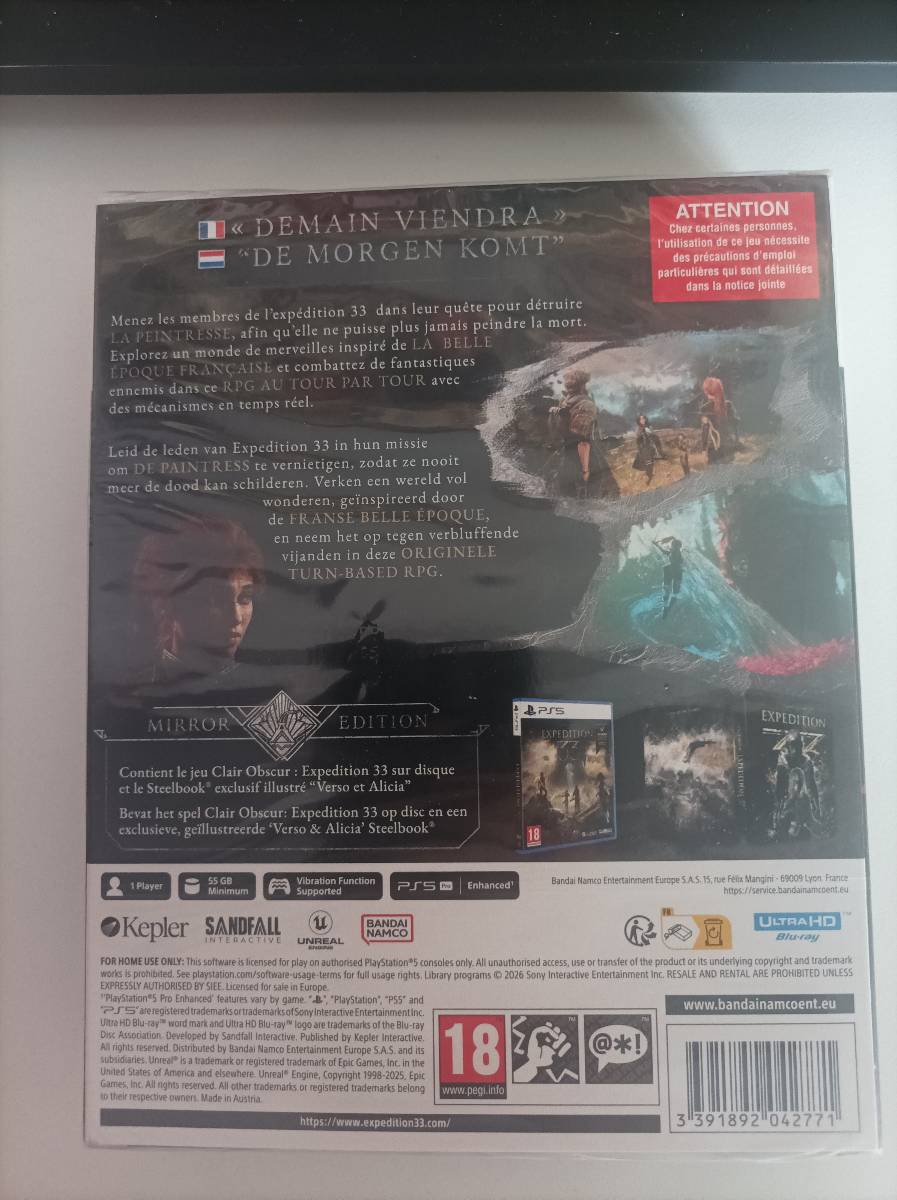 « DEMAIN VIENDRA »
“DE MORGEN KOMT”
ATTENTION
Chez certaines personnes,
l'utilisation de ce jeu nécessite
des précautions d'emploi
particulières qui sont détaillées
dans la notice jointe
Menez les membres de l'expédition 33 dans leur quête pour détruire
LA PEINTRESSE, afin qu'elle ne puisse plus jamais peindre la mort.
Explorez un monde de merveilles inspiré de LA BELLE
ÉPOQUE FRANÇAISE et combattez de fantastiques
ennemis dans ce RPG AU TOUR PAR TOUR avec
des mécanismes en temps réel.
Leid de leden van Expedition 33 in hun missie
om DE PAINTRESS te vernietigen, zodat ze nooit
meer de dood kan schilderen. Verken een wereld vol
wonderen, geïnspireerd door
de FRANSE BELLE ÉPOQUE,
en neem het op tegen verbluffende
vijanden in deze ORIGINELE
TURN-BASED RPG.
MIRROR EDITION
Contient le jeu Clair Obscur : Expedition 33 sur disque
et le Steelbook® exclusif illustré “Verso et Alicia”
Bevat het spel Clair Obscur: Expedition 33 op disc en een
exclusieve, geïllustreerde ‘Verso & Alicia’ Steelbook®
PS5
EXPEDITION
33
18
EXPEDITION
33
1 Player
55 GB
Minimum
Vibration Function
Supported
PS5 Pro Enhanced¹
Bandai Namco Entertainment Europe S.A.S. 15, rue Félix Mangini - 69009 Lyon. France
https://service.bandainamcoent.eu
Kepler
SANDFALL
INTERACTIVE
UNREAL
ENGINE
BANDAI
NAMCO
FR
ULTRA HD™
Blu-ray
FOR HOME USE ONLY: This software is licensed for play on authorised PlayStation®5 consoles only. All unauthorised access, use or transfer of the product or its underlying copyright and trademark
works is prohibited. See playstation.com/software-usage-terms for full usage rights. Library programs © 2026 Sony Interactive Entertainment Inc. RESALE AND RENTAL ARE PROHIBITED UNLESS
EXPRESSLY AUTHORISED BY SIEE. Licensed for sale in Europe.
¹‘PlayStation®5 Pro Enhanced’ features vary by game. “PS”, “PlayStation”, “PS5” and
“PS5” are registered trademarks or trademarks of Sony Interactive Entertainment Inc.
Ultra HD Blu-ray™ word mark and Ultra HD Blu-ray™ logo are trademarks of the Blu-ray
Disc Association. Developed by Sandfall Interactive. Published by Kepler Interactive.
All rights reserved. Distributed by Bandai Namco Entertainment Europe S.A.S. and its
subsidiaries. Unreal® is a trademark or registered trademark of Epic Games, Inc. in the
United States of America and elsewhere. Unreal® Engine, Copyright 1998-2025, Epic
Games, Inc. All rights reserved. All other trademarks or registered trademarks belong
to their respective owners. Made in Austria.
18
www.pegi.info
@*!
www.bandainamcoent.eu
3 391892 042771
https://www.expedition33.com/